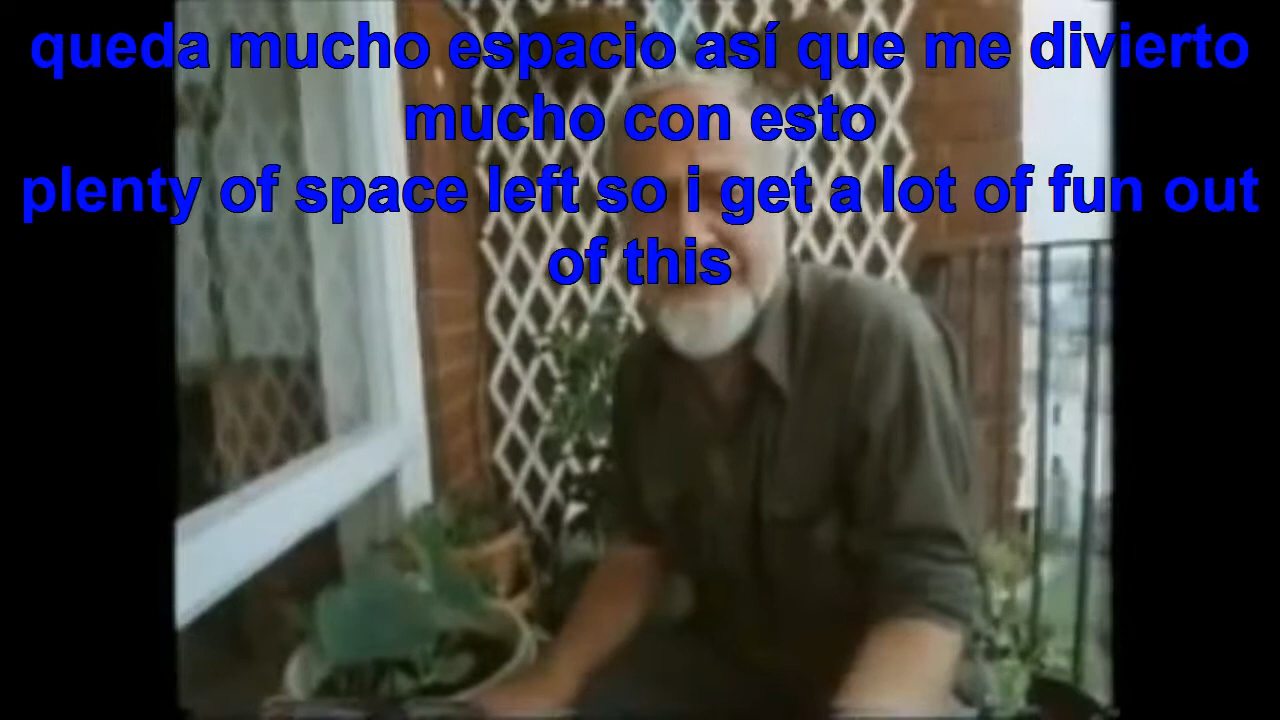 queda mucho espacio así que me divierto
mucho con esto
plenty of space left so i get a lot of fun out
of this